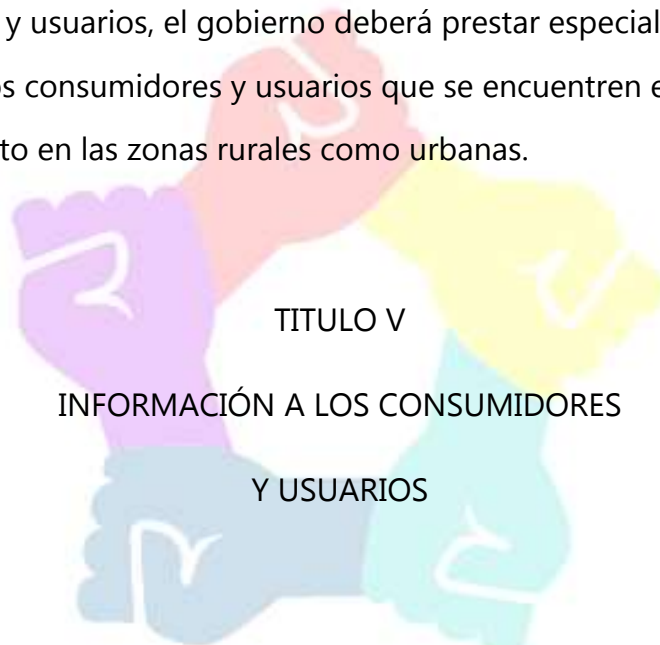 y usuarios, el gobierno deberá prestar especial
os consumidores y usuarios que se encuentren e
to en las zonas rurales como urbanas.
TITULO V
INFORMACIÓN A LOS CONSUMIDORES
Y USUARIOS